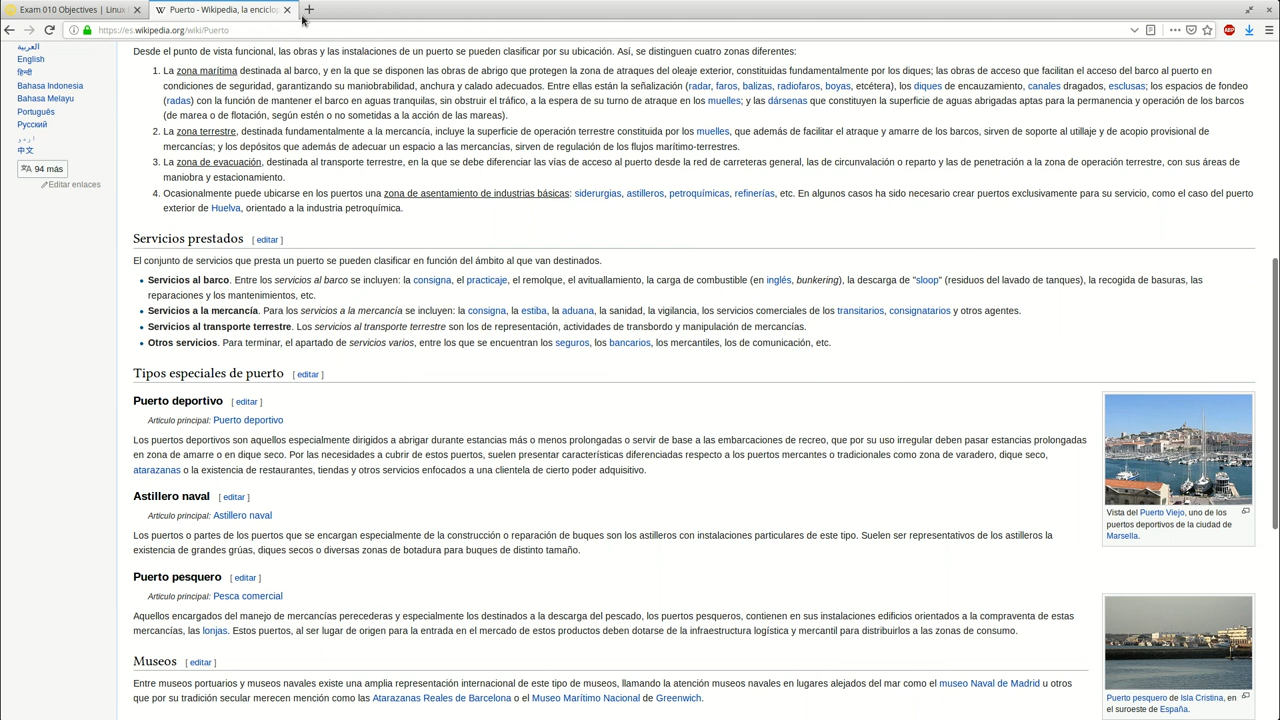 Exam 010 Objectives | Linux
Puerto - Wikipedia, la enciclop
https://es.wikipedia.org/wiki/Puerto
ABP
العربية
English
हिन्दी
Bahasa Indonesia
Bahasa Melayu
Português
Русский
اردو
中文
94 más
Editar enlaces
Desde el punto de vista funcional, las obras y las instalaciones de un puerto se pueden clasificar por su ubicación. Así, se distinguen cuatro zonas diferentes:
1. La zona marítima destinada al barco, y en la que se disponen las obras de abrigo que protegen la zona de atraques del oleaje exterior, constituidas fundamentalmente por los diques; las obras de acceso que facilitan el acceso del barco al puerto en
condiciones de seguridad, garantizando su maniobrabilidad, anchura y calado adecuados. Entre ellas están la señalización (radar, faros, balizas, radiofaros, boyas, etcétera), los diques de encauzamiento, canales dragados, esclusas; los espacios de fondeo
(radas) con la función de mantener el barco en aguas tranquilas, sin obstruir el tráfico, a la espera de su turno de atraque en los muelles; y las dársenas que constituyen la superficie de aguas abrigadas aptas para la permanencia y operación de los barcos
(de marea o de flotación, según estén o no sometidas a la acción de las mareas).
2. La zona terrestre, destinada fundamentalmente a la mercancía, incluye la superficie de operación terrestre constituida por los muelles, que además de facilitar el atraque y amarre de los barcos, sirven de soporte al utillaje y de acopio provisional de
mercancías; y los depósitos que además de adecuar un espacio a las mercancías, sirven de regulación de los flujos marítimo-terrestres.
3. La zona de evacuación, destinada al transporte terrestre, en la que se debe diferenciar las vías de acceso al puerto desde la red de carreteras general, las de circunvalación o reparto y las de penetración a la zona de operación terrestre, con sus áreas de
maniobra y estacionamiento.
4. Ocasionalmente puede ubicarse en los puertos una zona de asentamiento de industrias básicas: siderurgias, astilleros, petroquímicas, refinerías, etc. En algunos casos ha sido necesario crear puertos exclusivamente para su servicio, como el caso del puerto
exterior de Huelva, orientado a la industria petroquímica.
Servicios prestados [ editar ]
El conjunto de servicios que presta un puerto se pueden clasificar en función del ámbito al que van destinados.
• Servicios al barco. Entre los servicios al barco se incluyen: la consigna, el practicaje, el remolque, el avituallamiento, la carga de combustible (en inglés, bunkering), la descarga de "sloop" (residuos del lavado de tanques), la recogida de basuras, las
reparaciones y los mantenimientos, etc.
• Servicios a la mercancía. Para los servicios a la mercancía se incluyen: la consigna, la estiba, la aduana, la sanidad, la vigilancia, los servicios comerciales de los transitarios, consignatarios y otros agentes.
• Servicios al transporte terrestre. Los servicios al transporte terrestre son los de representación, actividades de transbordo y manipulación de mercancías.
• Otros servicios. Para terminar, el apartado de servicios varios, entre los que se encuentran los seguros, los bancarios, los mercantiles, los de comunicación, etc.
Tipos especiales de puerto [ editar ]
Puerto deportivo [ editar ]
Artículo principal: Puerto deportivo
Los puertos deportivos son aquellos especialmente dirigidos a abrigar durante estancias más o menos prolongadas o servir de base a las embarcaciones de recreo, que por su uso irregular deben pasar estancias prolongadas
en zona de amarre o en dique seco. Por las necesidades a cubrir de estos puertos, suelen presentar características diferenciadas respecto a los puertos mercantes o tradicionales como zona de varadero, dique seco,
atarazanas o la existencia de restaurantes, tiendas y otros servicios enfocados a una clientela de cierto poder adquisitivo.
Vista del Puerto Viejo, uno de los
puertos deportivos de la ciudad de
Marsella.
Astillero naval [ editar ]
Artículo principal: Astillero naval
Los puertos o partes de los puertos que se encargan especialmente de la construcción o reparación de buques son los astilleros con instalaciones particulares de este tipo. Suelen ser representativos de los astilleros la
existencia de grandes grúas, diques secos o diversas zonas de botadura para buques de distinto tamaño.
Puerto pesquero [ editar ]
Artículo principal: Pesca comercial
Aquellos encargados del manejo de mercancías perecederas y especialmente los destinados a la descarga del pescado, los puertos pesqueros, contienen en sus instalaciones edificios orientados a la compraventa de estas
mercancías, las lonjas. Estos puertos, al ser lugar de origen para la entrada en el mercado de estos productos deben dotarse de la infraestructura logística y mercantil para distribuirlos a las zonas de consumo.
Puerto pesquero de Isla Cristina, en
el suroeste de España.
Museos [ editar ]
Entre museos portuarios y museos navales existe una amplia representación internacional de este tipo de museos, llamando la atención museos navales en lugares alejados del mar como el museo Naval de Madrid u otros
que por su tradición secular merecen mención como las Atarazanas Reales de Barcelona o el Museo Marítimo Nacional de Greenwich.